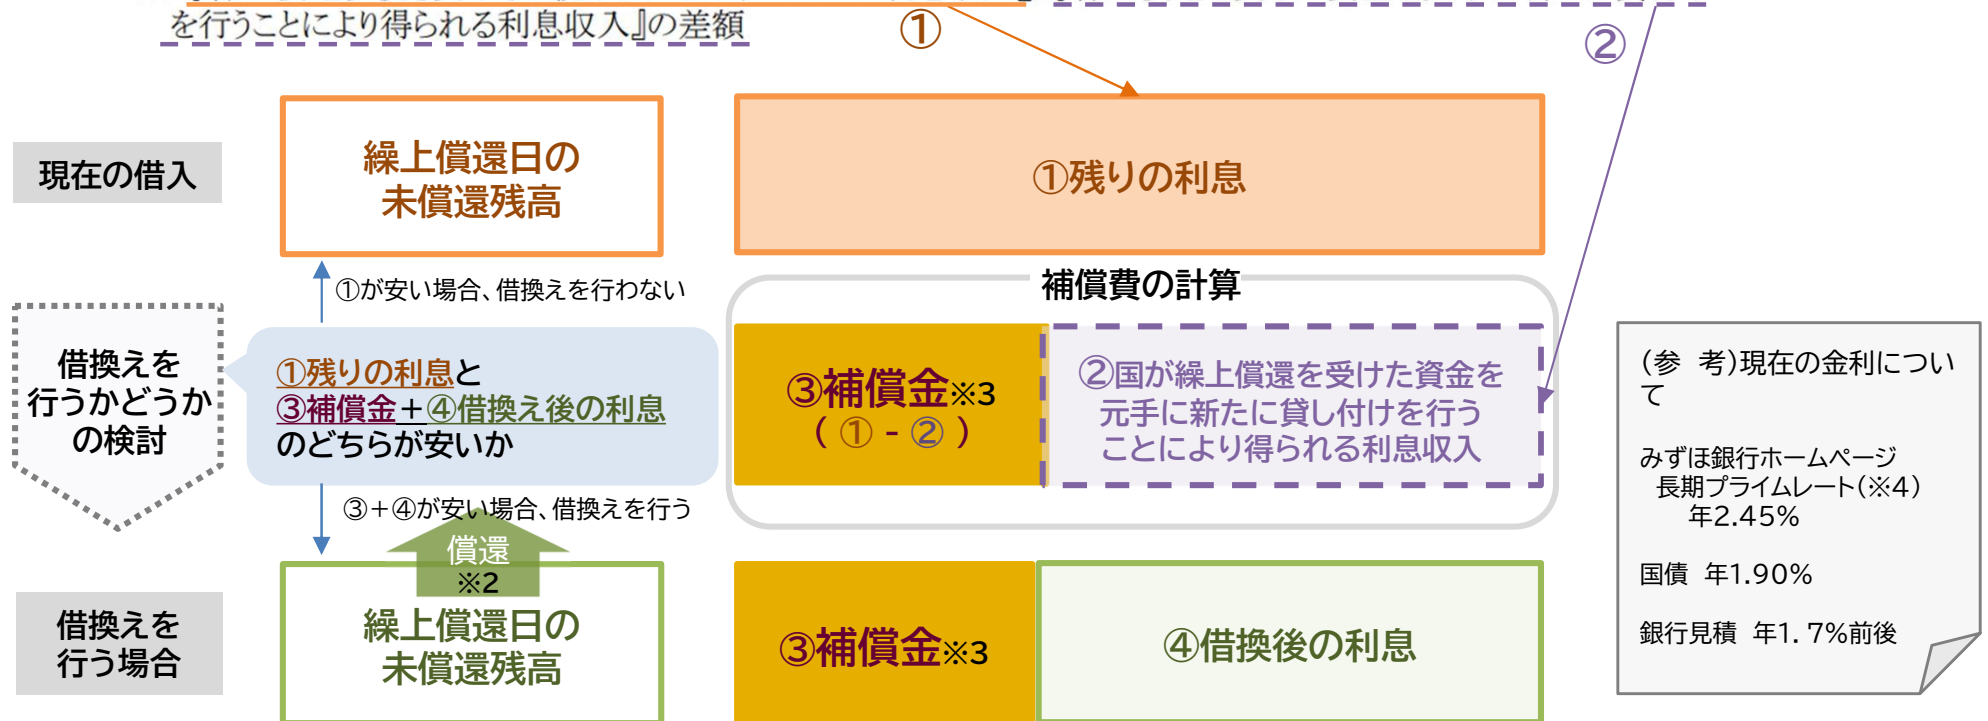 を行うことにより得られる利息収入』の差額
①
②
現在の借入
繰上償還日の
未償還残高
①残りの利息
①が安い場合、借換えを行わない
補償費の計算
借換えを
行うかどうか
の検討
①残りの利息と
③補償金+④借換え後の利息
のどちらが安いか
③補償金※3
( ① - ② )
②国が繰上償還を受けた資金を
元手に新たに貸し付けを行う
ことにより得られる利息収入
③+④が安い場合、借換えを行う
償還
※2
借換えを
行う場合
繰上償還日の
未償還残高
③補償金※3
④借換後の利息
(参 考)現在の金利につい
て
みずほ銀行ホームページ
長期プライムレート(※4)
年2.45%
国債 年1.90%
銀行見積 年1.7%前後